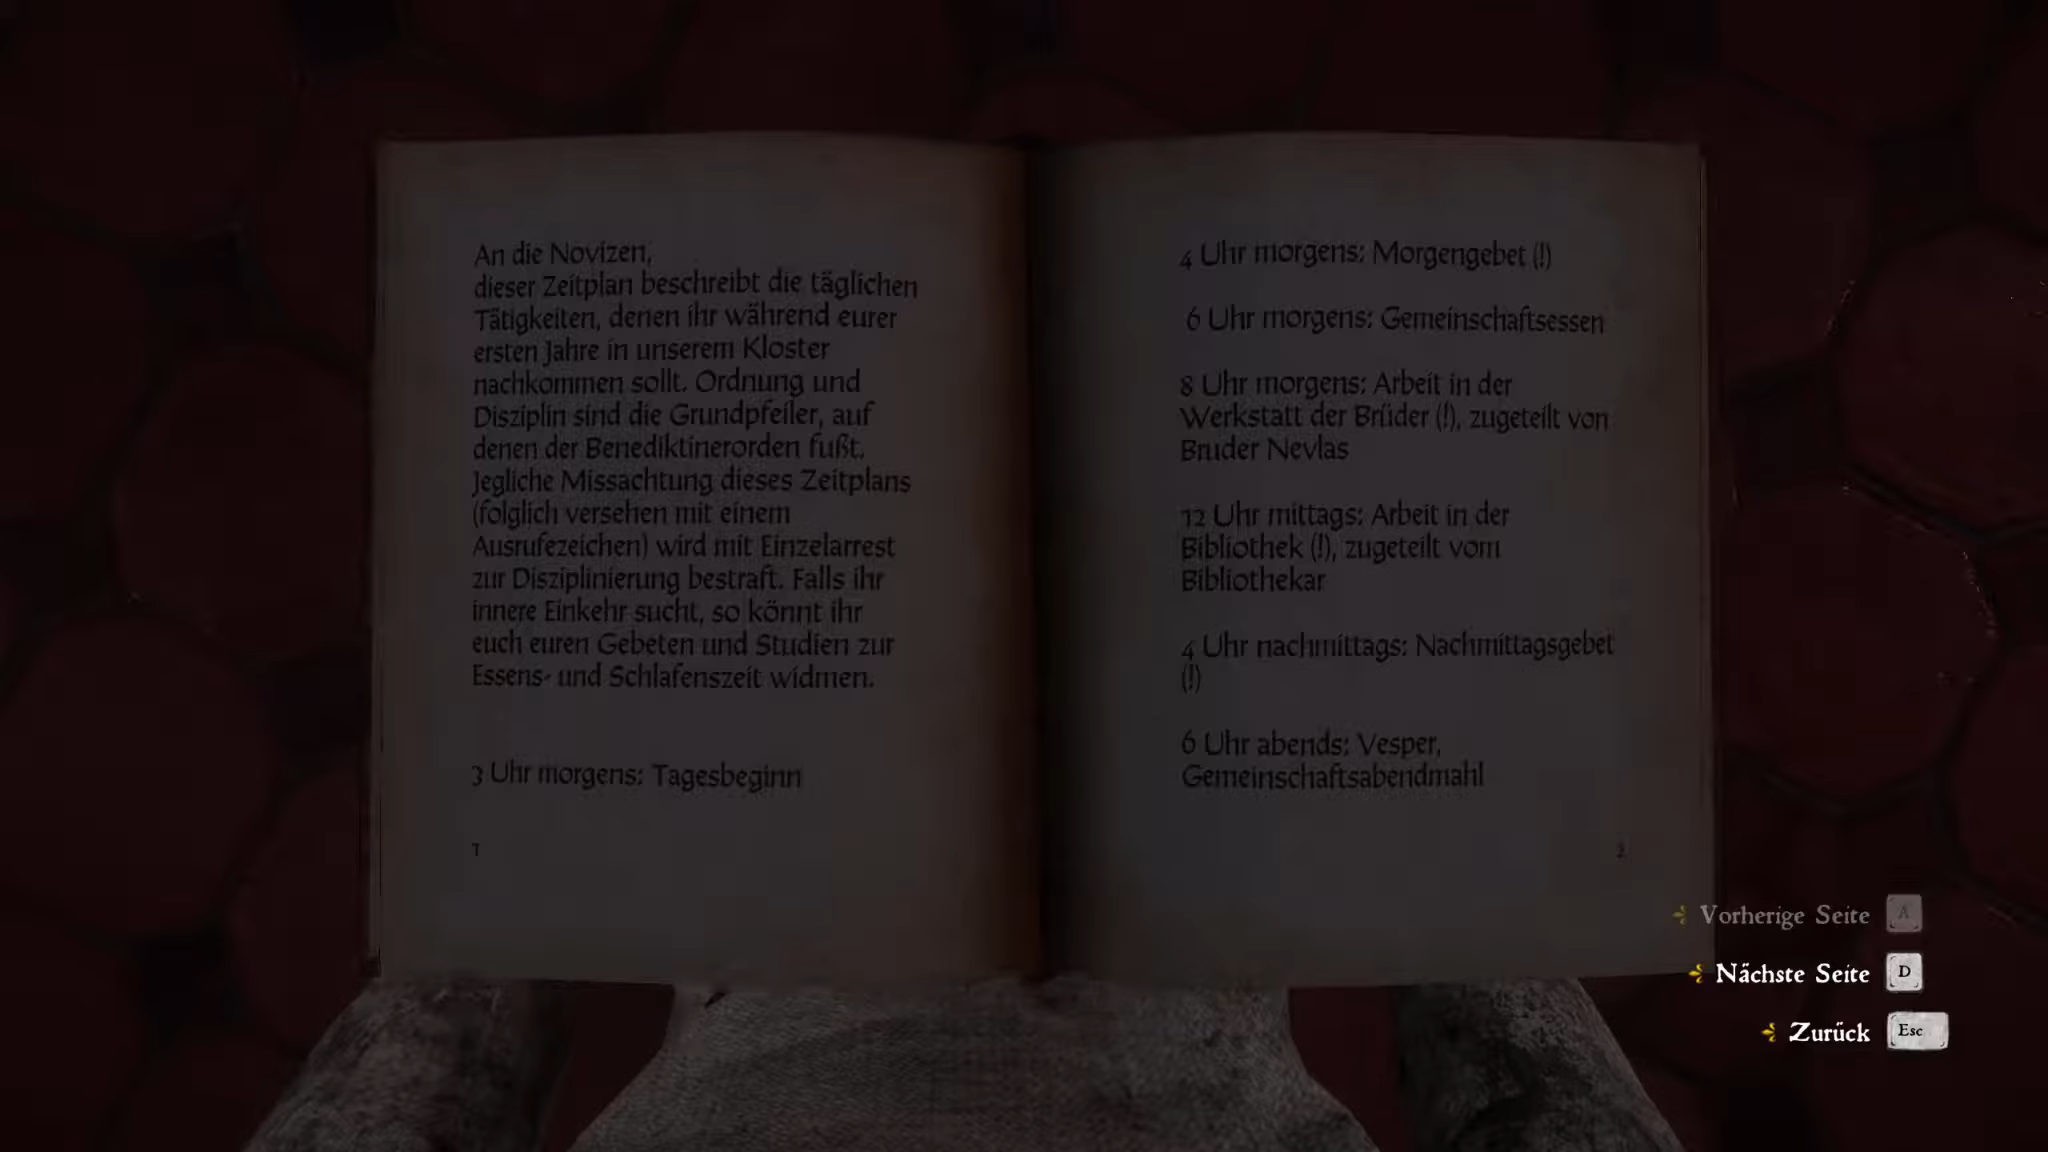 An die Novizen,
dieser Zeitplan beschreibt die täglichen
Tätigkeiten, denen ihr während eurer
ersten Jahre in unserem Kloster
nachkommen sollt. Ordnung und
Disziplin sind die Grundpfeiler, auf
denen der Benediktinerorden fußt.
Jegliche Missachtung dieses Zeitplans
(folglich versehen mit einem
Ausrufezeichen) wird mit Einzelarrest
zur Disziplinierung bestraft. Falls ihr
innere Einkehr sucht, so könnt ihr
euch euren Gebeten und Studien zur
Essens- und Schlafenszeit widmen.
3 Uhr morgens: Tagesbeginn
1
4 Uhr morgens: Morgengebet (!)
6 Uhr morgens: Gemeinschaftsessen
8 Uhr morgens: Arbeit in der
Werkstatt der Brüder (!), zugeteilt von
Bruder Nevlas
12 Uhr mittags: Arbeit in der
Bibliothek (!), zugeteilt vom
Bibliothekar
4 Uhr nachmittags: Nachmittagsgebet
(!)
6 Uhr abends: Vesper,
Gemeinschaftsabendmahl
2
Vorherige Seite A
Nächste Seite D
Zurück Esc